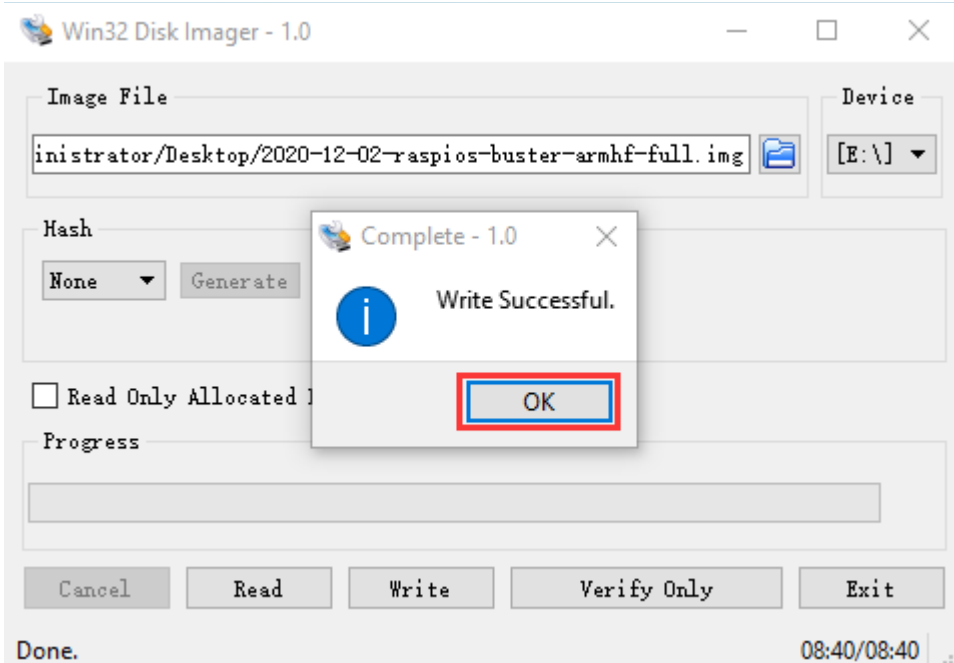 Win32 Disk Imager - 1.0
Image File
Device
inistrator/Desktop/2020-12-02-raspios-buster-armhf-full.img
[E:\]
Hash
None
Generate
Complete - 1.0
Write Successful.
OK
Read Only Allocated
Progress
Cancel
Read
Write
Verify Only
Exit
Done.
08:40/08:40